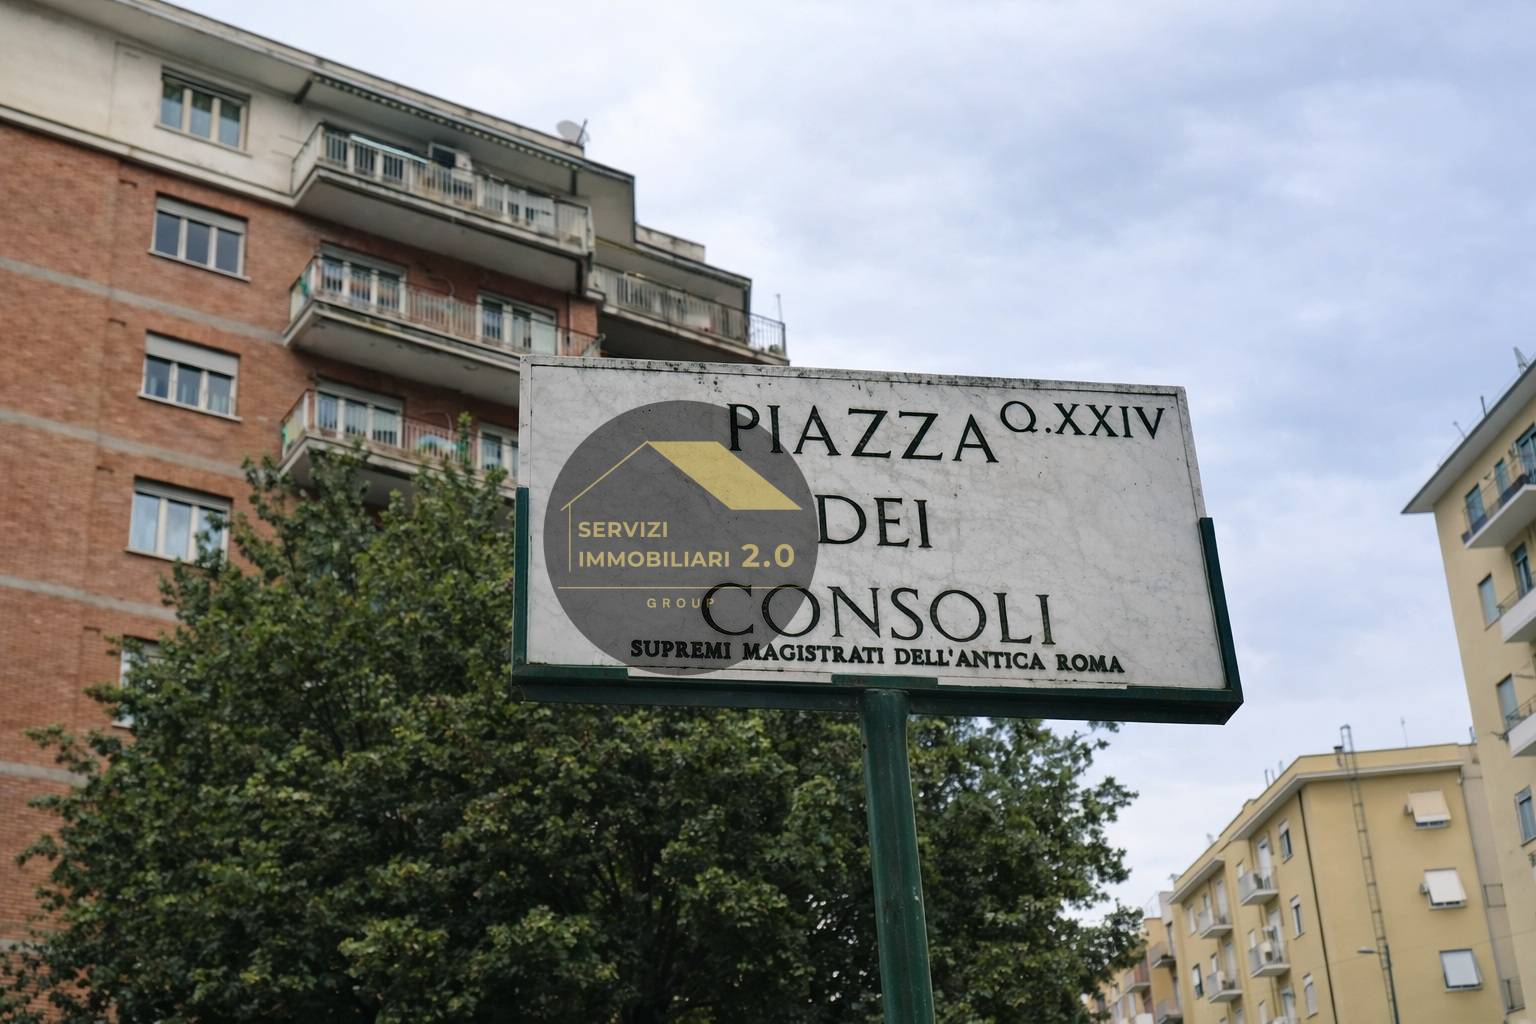 PIAZZA Q.XXIV
DEI
CONSOLI
SUPREMI MAGISTRATI DELL'ANTICA ROMA
SERVIZI
IMMOBILIARI 2.0
GROUP